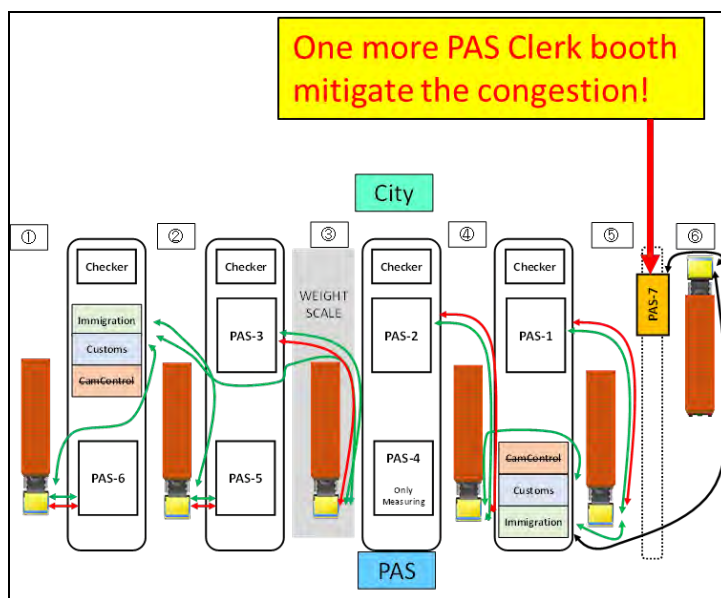 One more PAS Clerk booth
mitigate the congestion!
City
①
②
③
④
⑤
⑥
Checker
Checker
Checker
Checker
WEIGHT
SCALE
Immigration
Customs
CamControl
PAS-3
PAS-2
PAS-1
PAS-7
PAS-6
PAS-5
PAS-4
Only
Measuring
CamControl
Customs
Immigration
PAS